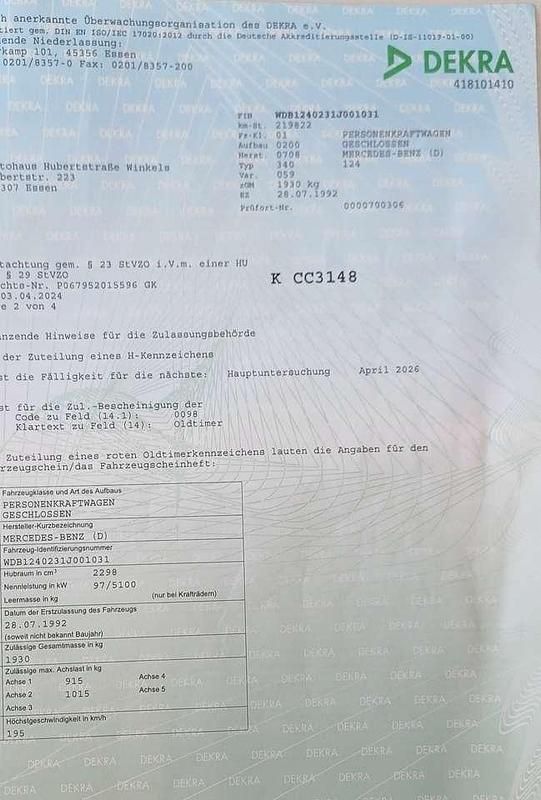 h anerkannte Überwachungsorganisation des DEKRA e.V.
tiert gem. DIN EN ISO/IEC 17020:2012 durch die Deutsche Akkreditierungsstelle (D-IS-11019-01-00)
ende Niederlassung:
rkamp 101, 45356 Essen
0201/8357-0 Fax: 0201/8357-200
DEKRA
418101410
FIN WDB1240231J001031
km-St. 219822
Fz-Kl. 01 PERSONENKRAFTWAGEN
Aufbau 0200 GESCHLOSSEN
Herst. 0708 MERCEDES-BENZ (D)
Typ 340 124
Var. 059
zGM 1930 kg
EZ 28.07.1992
Prüfort-Nr. 0000700306
tohaus Hubertstraße Winkels
bertstr. 223
307 Essen
tachtung gem. § 23 StVZO i.V.m. einer HU
§ 29 StVZO
chts-Nr. P067952015596 GK
03.04.2024
e 2 von 4
K CC3148
nzende Hinweise für die Zulassungsbehörde
der Zuteilung eines H-Kennzeichens
st die Fälligkeit für die nächste: Hauptuntersuchung April 2026
st für die Zul.-Bescheinigung der
Code zu Feld (14.1): 0098
Klartext zu Feld (14): Oldtimer
Zuteilung eines roten Oldtimerkennzeichens lauten die Angaben für den
rzeugschein/das Fahrzeugscheinheft:
Fahrzeugklasse und Art des Aufbaus
PERSONENKRAFTWAGEN
GESCHLOSSEN
Hersteller-Kurzbezeichnung
MERCEDES-BENZ (D)
Fahrzeug-Identifizierungsnummer
WDB1240231J001031
Hubraum in cm³ 2298
Nennleistung in kW 97/5100
Leermasse in kg (nur bei Krafträdern)
Datum der Erstzulassung des Fahrzeugs
28.07.1992
(soweit nicht bekannt Baujahr)
Zulässige Gesamtmasse in kg
1930
Zulässige max. Achslast in kg
Achse 1 915 Achse 4
Achse 2 1015 Achse 5
Achse 3
Höchstgeschwindigkeit in km/h
195